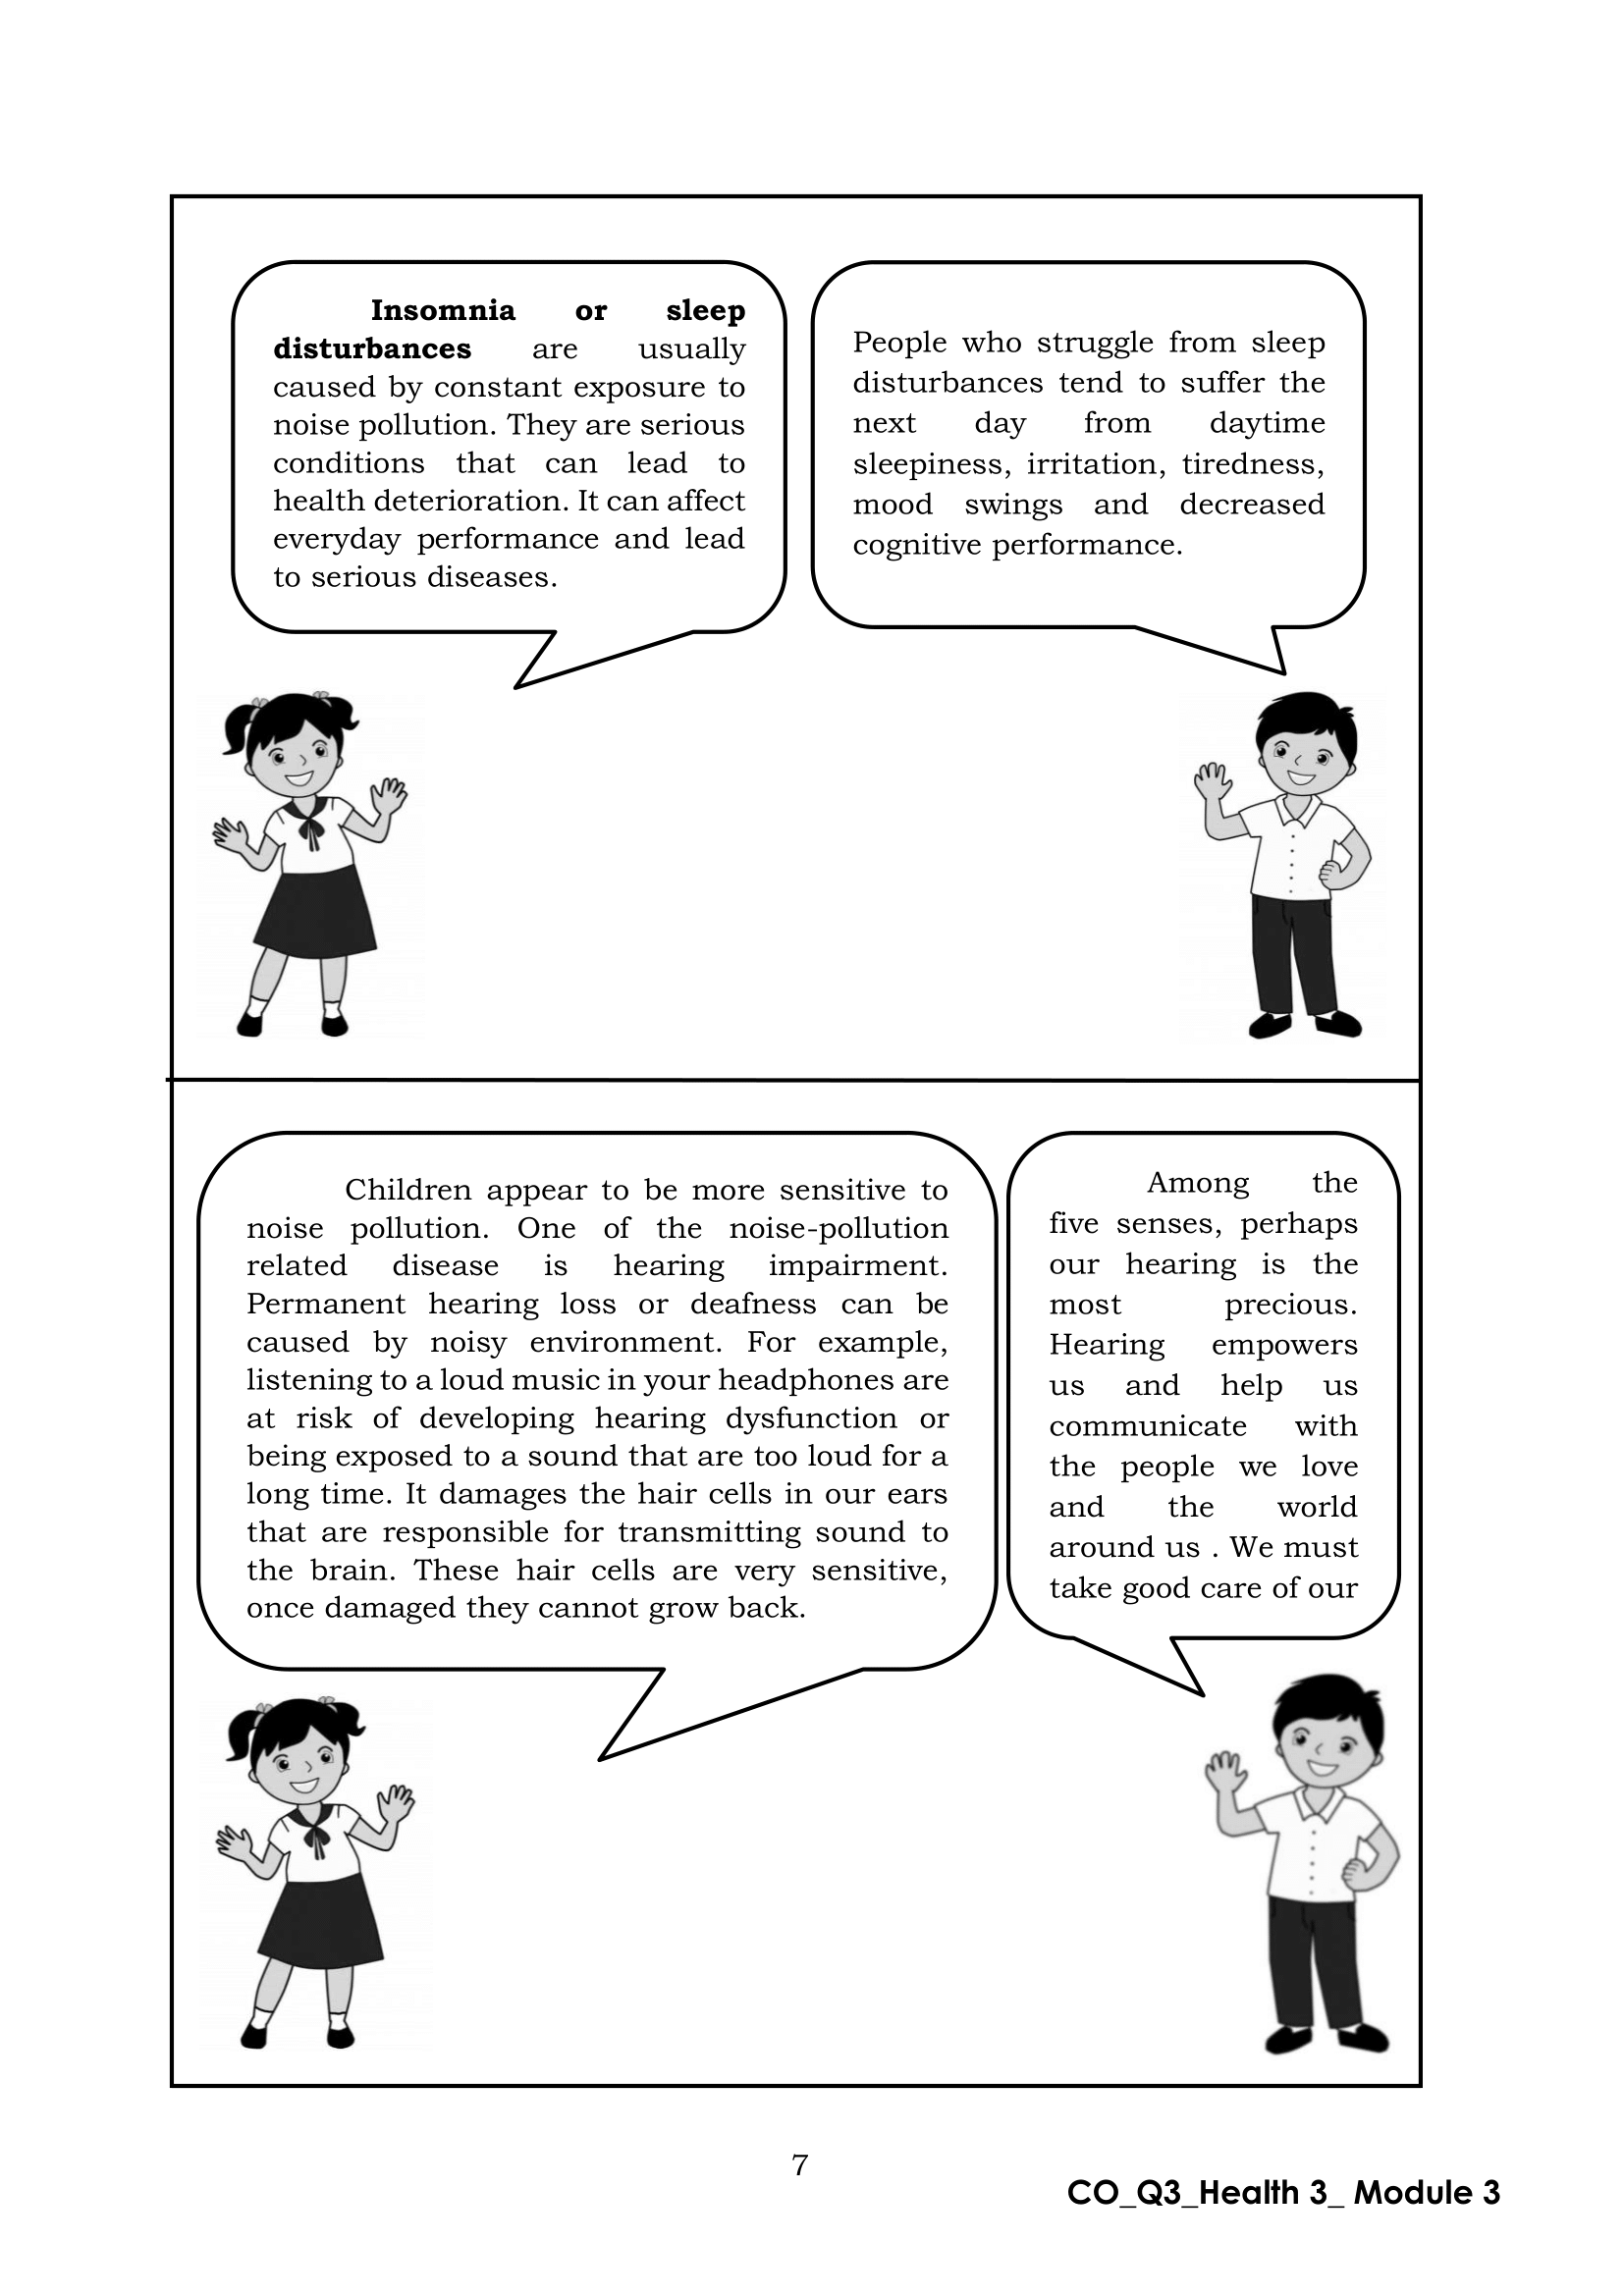 Insomnia or sleep
disturbances are usually
caused by constant exposure to
noise pollution. They are serious
conditions that can lead to
health deterioration. It can affect
everyday performance and lead
to serious diseases.
People who struggle from sleep
disturbances tend to suffer the
next day from daytime
sleepiness, irritation, tiredness,
mood swings and decreased
cognitive performance.
Children appear to be more sensitive to
noise pollution. One of the noise-pollution
related disease is hearing impairment.
Permanent hearing loss or deafness can be
caused by noisy environment. For example,
listening to a loud music in your headphones are
at risk of developing hearing dysfunction or
being exposed to a sound that are too loud for a
long time. It damages the hair cells in our ears
that are responsible for transmitting sound to
the brain. These hair cells are very sensitive,
once damaged they cannot grow back.
Among the
five senses, perhaps
our hearing is the
most precious.
Hearing empowers
us and help us
communicate with
the people we love
and the world
around us . We must
take good care of our
7
CO_Q3_Health 3_ Module 3